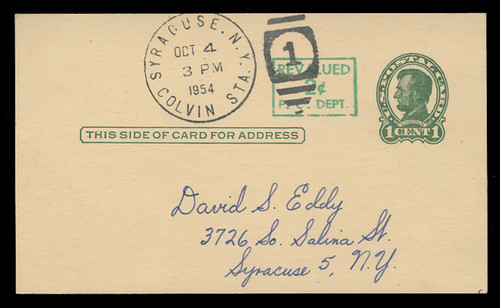 SYRACUSE, N.Y.
OCT 4
3 PM
1954
COLVIN STA.
1
REVALUED
2¢
P.O. DEPT.
U.S. POSTAL CARD
1 CENT 1
THIS SIDE OF CARD FOR ADDRESS
David S. Eddy
3726 So. Salina St.
Syracuse 5, N.Y.